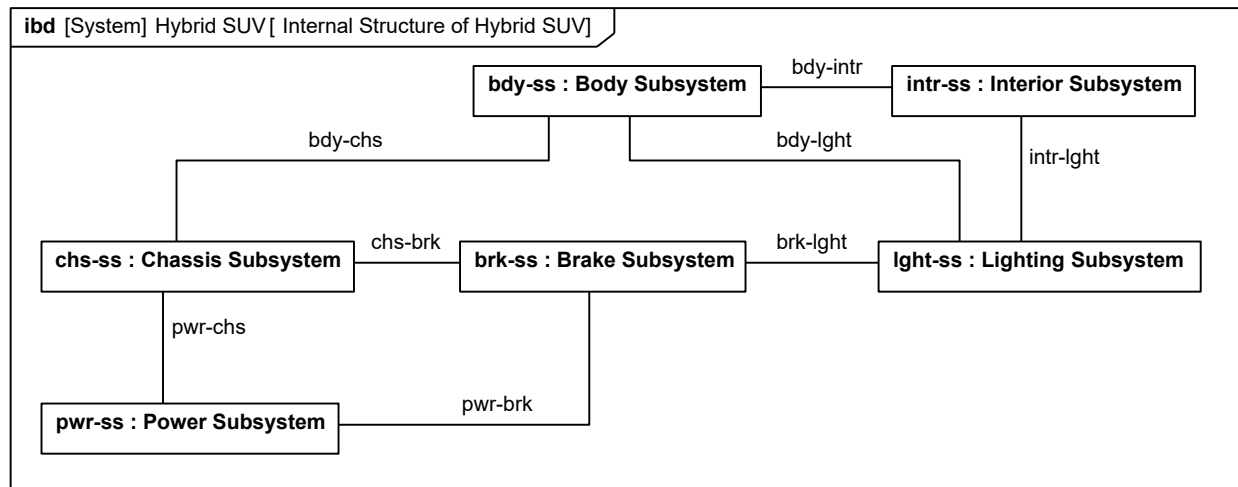 ibd [System] Hybrid SUV [ Internal Structure of Hybrid SUV]
bdy-ss : Body Subsystem
bdy-intr
intr-ss : Interior Subsystem
bdy-chs
bdy-lght
intr-lght
chs-ss : Chassis Subsystem
chs-brk
brk-ss : Brake Subsystem
brk-lght
lght-ss : Lighting Subsystem
pwr-chs
pwr-ss : Power Subsystem
pwr-brk